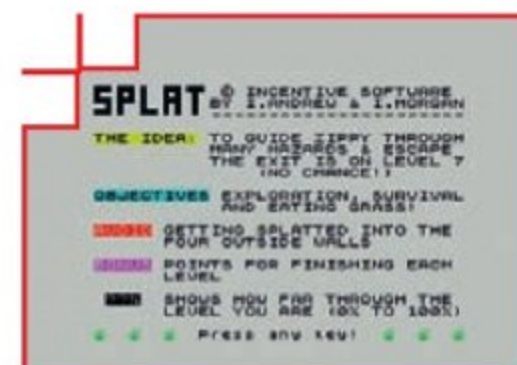 SPLAT © INCENTIVE SOFTWARE
BY I.ANDREW & I.MORGAN
THE IDEA: TO GUIDE ZIPPY THROUGH
MANY HAZARDS & ESCAPE
THE EXIT IS ON LEVEL 7
(NO CHANCE!)
OBJECTIVES EXPLORATION, SURVIVAL
AND EATING GRASS!
GETTING SPLATTED INTO THE
FOUR OUTSIDE WALLS
BONUS POINTS FOR FINISHING EACH
LEVEL
SHOWS HOW FAR THROUGH THE
LEVEL YOU ARE (0% TO 100%)
Press any key!